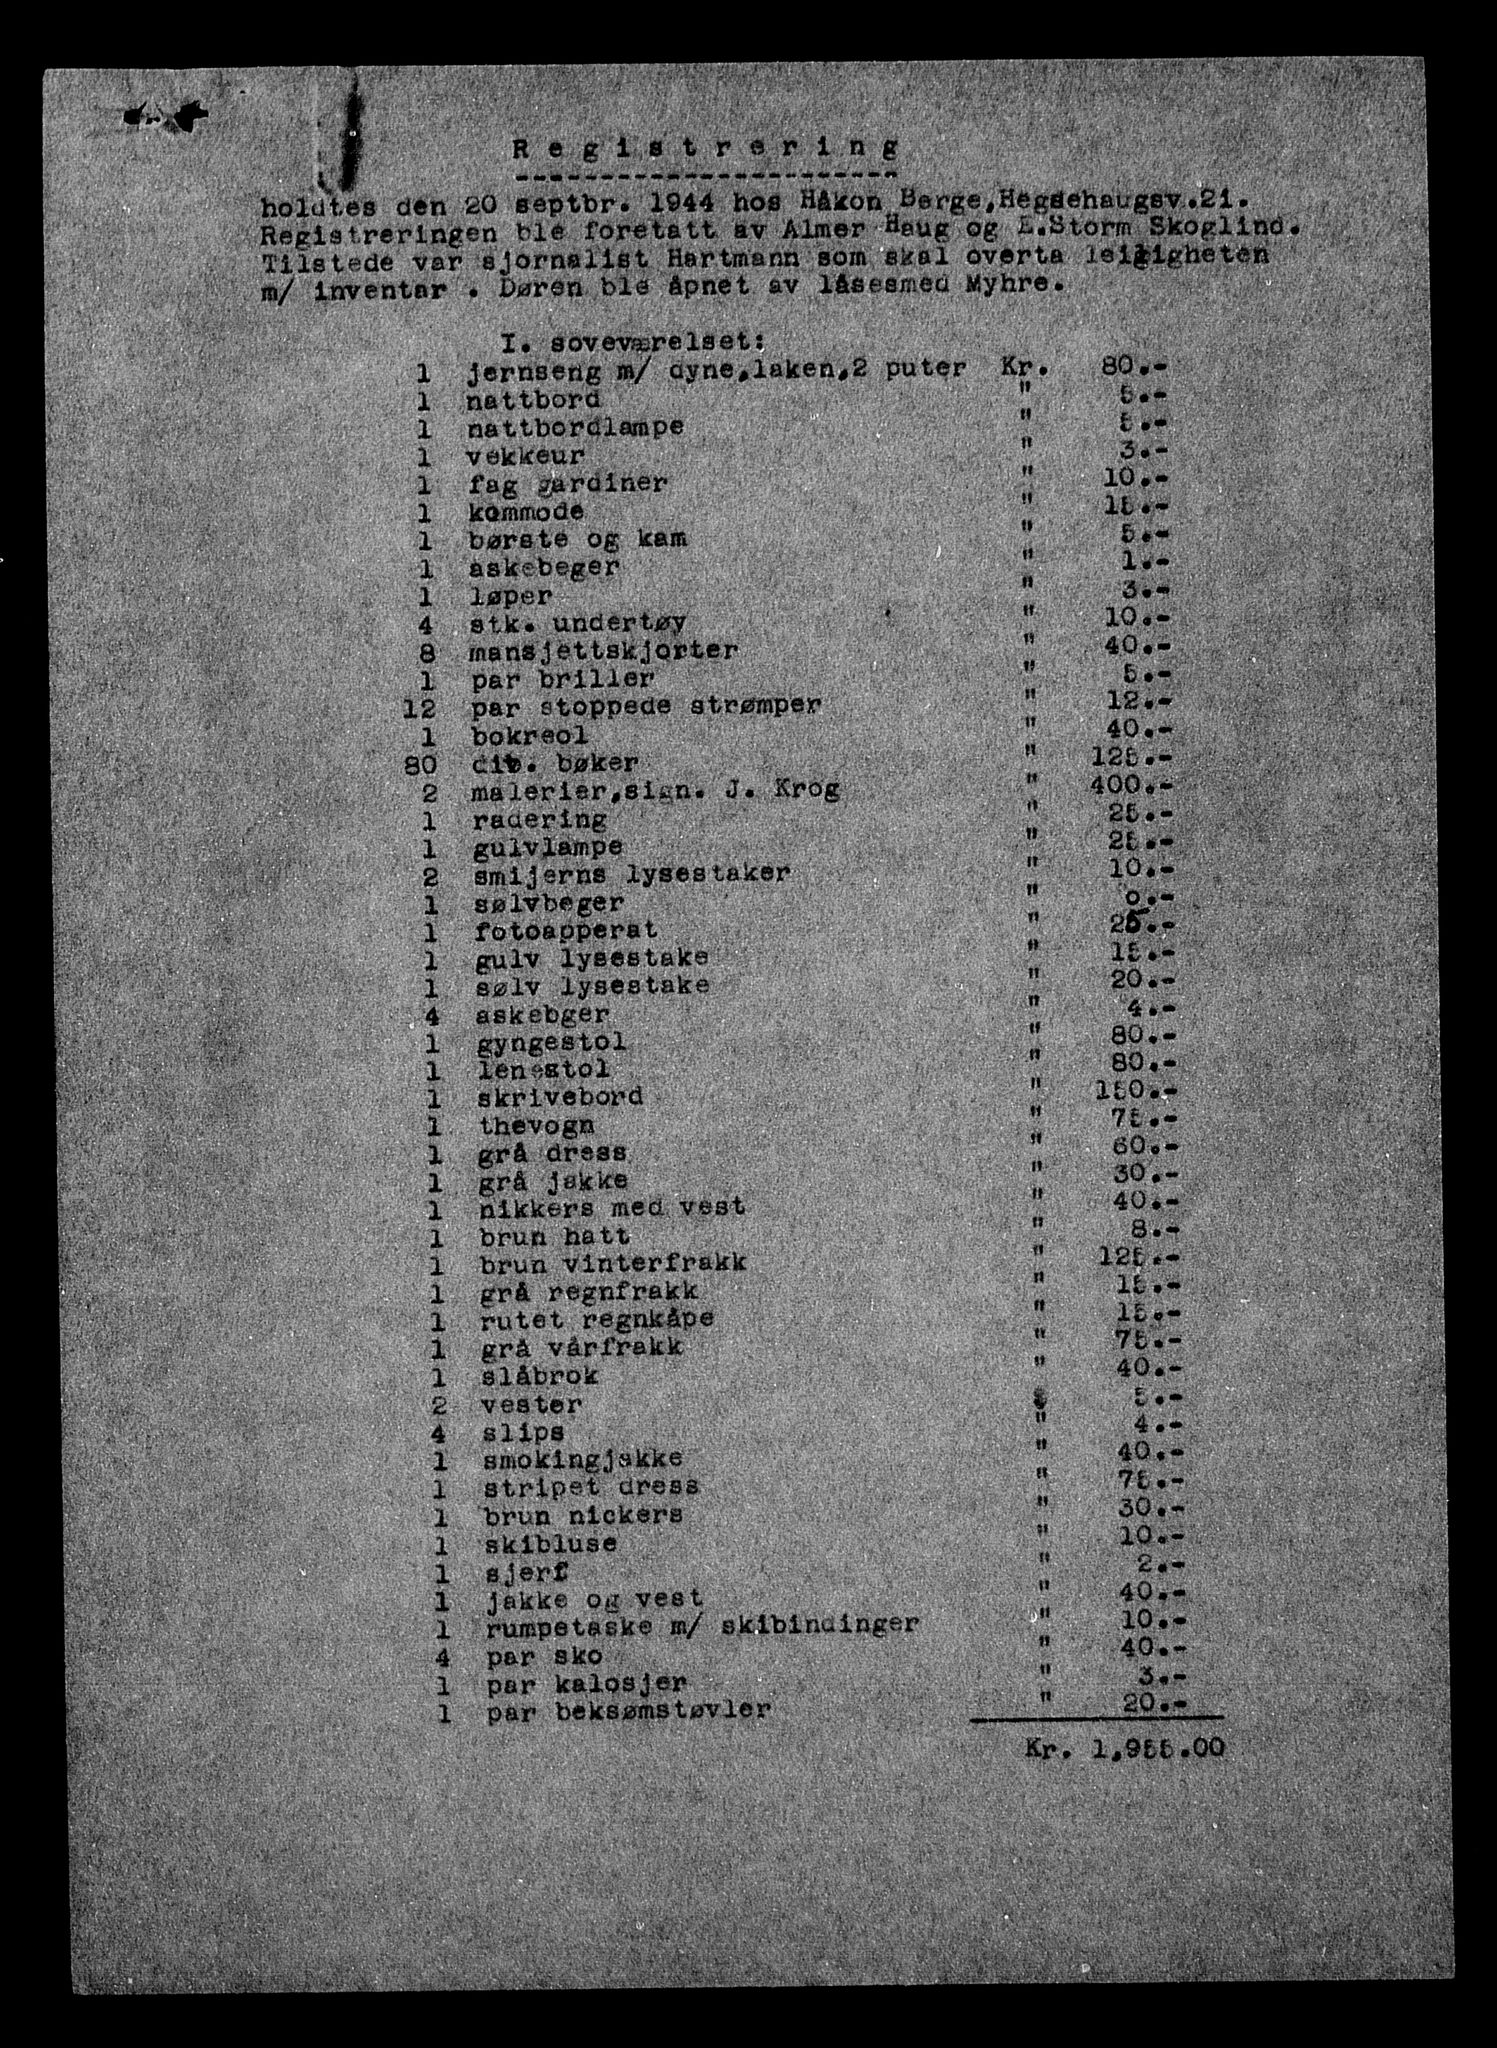 Registrering
holdtes den 20 septbr. 1944 hos Håkon Berge,Hegdehaugsv.21.
Registreringen ble foretatt av Almer Haug og E.Storm Skoglind.
Tilstede var sjornalist Hartmann som skal overta leiligheten
m/ inventar . Døren ble åpnet av låsesmed Myhre.
I. soveværelset:
1 jernseng m/ dyne,laken,2 puter Kr. 80.-
1 nattbord " 5.-
1 nattbordlampe " 5.-
1 vekkeur " 3.-
1 fag gardiner " 10.-
1 kommode " 15.-
1 børste og kam " 5.-
1 askebeger " 1.-
1 løper " 3.-
4 stk. undertøy " 10.-
8 mansjettskjorter " 40.-
1 par briller " 5.-
12 par stoppede strømper " 12.-
1 bokreol " 40.-
80 div. bøker " 125.-
2 malerier,sign. J. Krog " 400.-
1 radering " 25.-
1 gulvlampe " 25.-
2 smijerns lysestaker " 10.-
1 sølvbeger " .-
1 fotoapperat " 25.-
1 gulv lysestake " 15.-
1 sølv lysestake " 20.-
4 askebger " 4.-
1 gyngestol " 80.-
1 lenestol " 80.-
1 skrivebord " 150.-
1 thevogn " 75.-
1 grå dress " 60.-
1 grå jakke " 30.-
1 nikkers med vest " 40.-
1 brun hatt " 8.-
1 brun vinterfrakk " 125.-
1 grå regnfrakk " 15.-
1 rutet regnkåpe " 15.-
1 grå vårfrakk " 75.-
1 slåbrok " 40.-
2 vester " 5.-
4 slips " 4.-
1 smokingjakke " 40.-
1 stripet dress " 75.-
1 brun nickers " 30.-
1 skibluse " 10.-
1 sjerf " 2.-
1 jakke og vest " 40.-
1 rumpetaske m/ skibindinger " 10.-
4 par sko " 40.-
1 par kalosjer " 3.-
1 par beksømstøvler " 20.-
Kr. 1,955.00